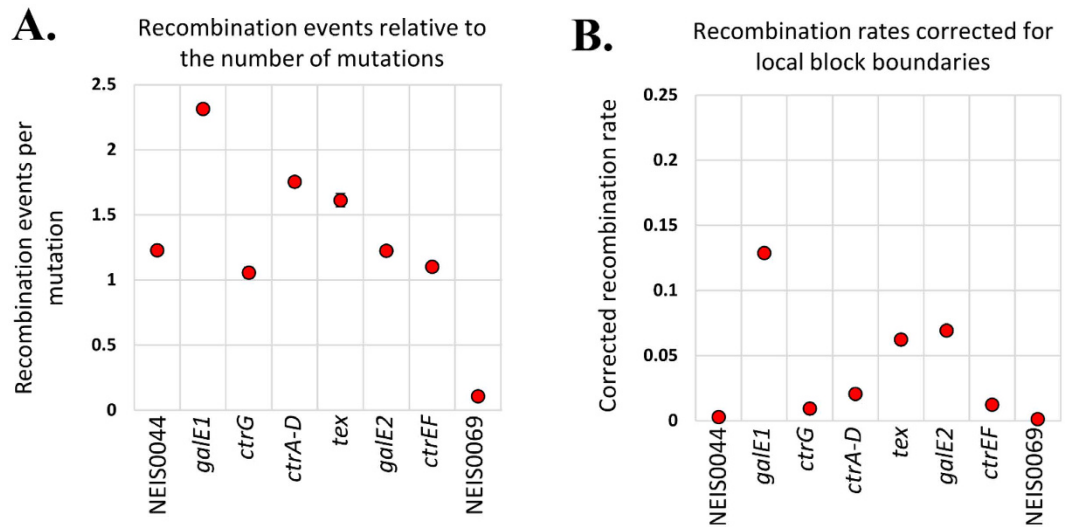 A.
Recombination events relative to
the number of mutations
Recombination events per
mutation
2.5
2
1.5
1
0.5
0
NEIS0044
galE1
ctrG
ctrA-D
tex
galE2
ctrEF
NEIS0069
B.
Recombination rates corrected for
local block boundaries
Corrected recombination rate
0.25
0.2
0.15
0.1
0.05
0
NEIS0044
galE1
ctrG
ctrA-D
tex
galE2
ctrEF
NEIS0069